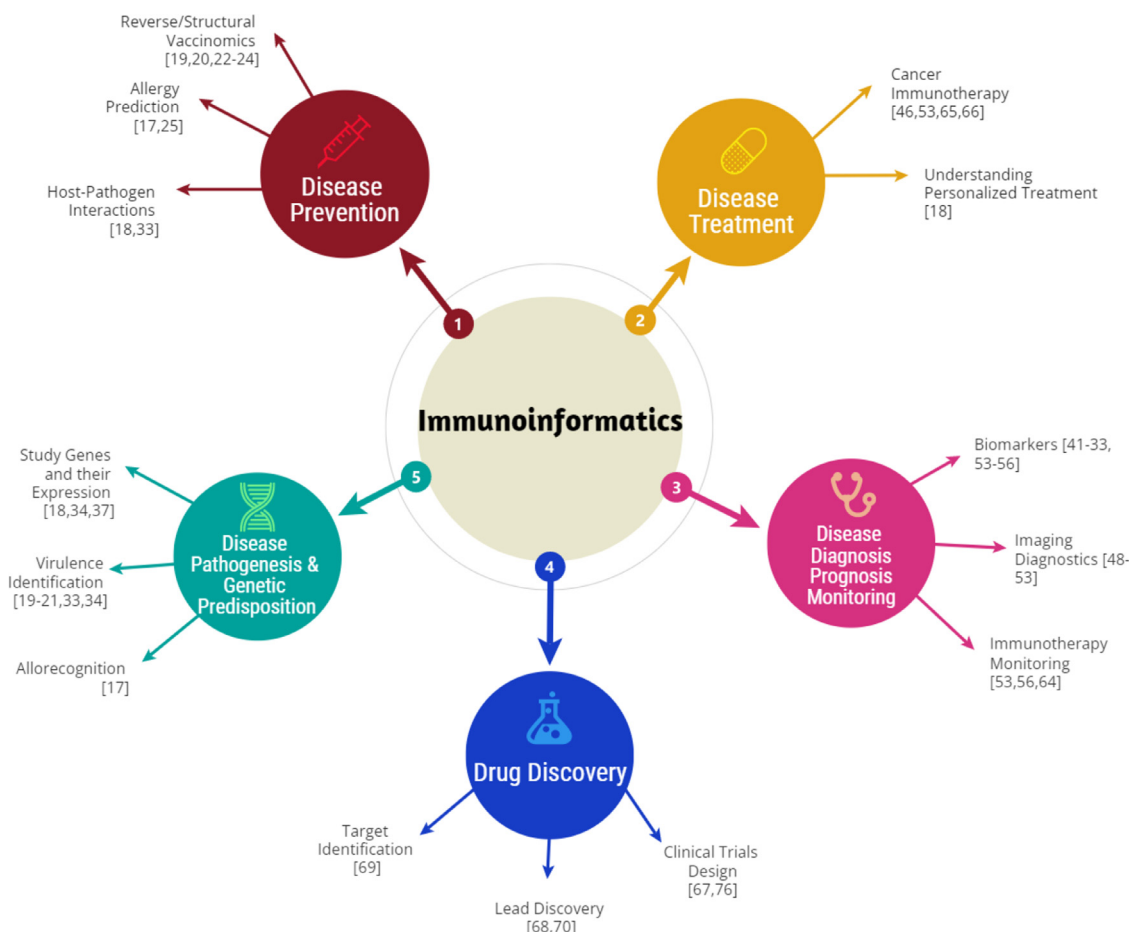 Reverse/Structural
Vaccinomics
[19,20,22-24]
Allergy
Prediction
[17,25]
Host-Pathogen
Interactions
[18,33]
Disease
Prevention
1
Cancer
Immunotherapy
[46,53,65,66]
Understanding
Personalized Treatment
[18]
Disease
Treatment
2
Immunoinformatics
3
Disease
Diagnosis
Prognosis
Monitoring
Biomarkers [41-33,
53-56]
Imaging
Diagnostics [48-
53]
Immunotherapy
Monitoring
[53,56,64]
4
Drug Discovery
Target
Identification
[69]
Lead Discovery
[68,70]
Clinical Trials
Design
[67,76]
5
Disease
Pathogenesis &
Genetic
Predisposition
Study Genes
and their
Expression
[18,34,37]
Virulence
Identification
[19-21,33,34]
Allorecognition
[17]